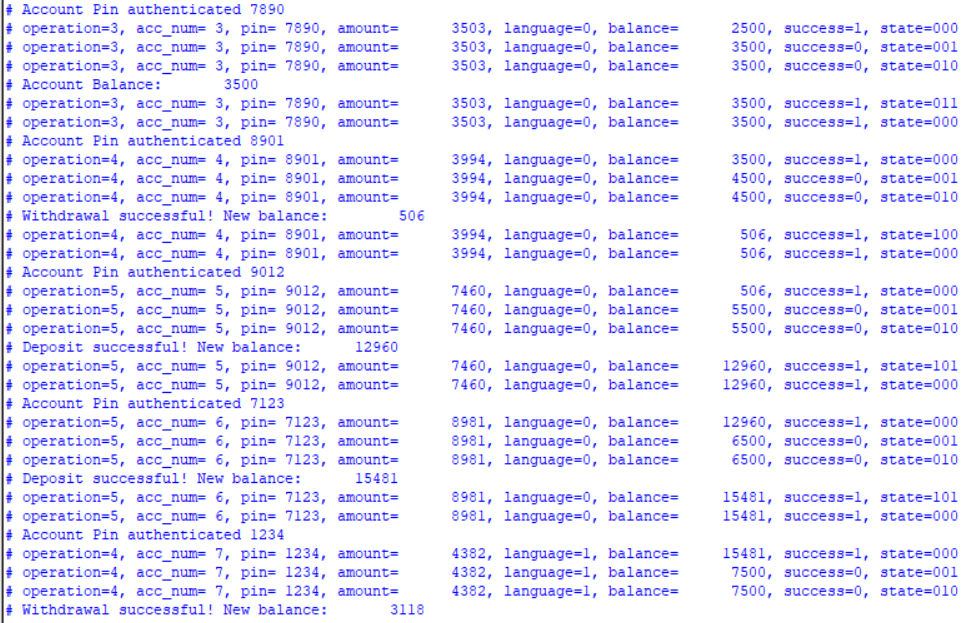 # Account Pin authenticated 7890
# operation=3, acc_num= 3, pin= 7890, amount=       3503, language=0, balance=       2500, success=1, state=000
# operation=3, acc_num= 3, pin= 7890, amount=       3503, language=0, balance=       3500, success=0, state=001
# operation=3, acc_num= 3, pin= 7890, amount=       3503, language=0, balance=       3500, success=0, state=010
# Account Balance:        3500
# operation=3, acc_num= 3, pin= 7890, amount=       3503, language=0, balance=       3500, success=1, state=011
# operation=3, acc_num= 3, pin= 7890, amount=       3503, language=0, balance=       3500, success=1, state=000
# Account Pin authenticated 8901
# operation=4, acc_num= 4, pin= 8901, amount=       3994, language=0, balance=       3500, success=1, state=000
# operation=4, acc_num= 4, pin= 8901, amount=       3994, language=0, balance=       4500, success=0, state=001
# operation=4, acc_num= 4, pin= 8901, amount=       3994, language=0, balance=       4500, success=0, state=010
# Withdrawal successful! New balance:         506
# operation=4, acc_num= 4, pin= 8901, amount=       3994, language=0, balance=        506, success=1, state=100
# operation=4, acc_num= 4, pin= 8901, amount=       3994, language=0, balance=        506, success=1, state=000
# Account Pin authenticated 9012
# operation=5, acc_num= 5, pin= 9012, amount=       7460, language=0, balance=        506, success=1, state=000
# operation=5, acc_num= 5, pin= 9012, amount=       7460, language=0, balance=       5500, success=0, state=001
# operation=5, acc_num= 5, pin= 9012, amount=       7460, language=0, balance=       5500, success=0, state=010
# Deposit successful! New balance:       12960
# operation=5, acc_num= 5, pin= 9012, amount=       7460, language=0, balance=      12960, success=1, state=101
# operation=5, acc_num= 5, pin= 9012, amount=       7460, language=0, balance=      12960, success=1, state=000
# Account Pin authenticated 7123
# operation=5, acc_num= 6, pin= 7123, amount=       8981, language=0, balance=      12960, success=1, state=000
# operation=5, acc_num= 6, pin= 7123, amount=       8981, language=0, balance=       6500, success=0, state=001
# operation=5, acc_num= 6, pin= 7123, amount=       8981, language=0, balance=       6500, success=0, state=010
# Deposit successful! New balance:       15481
# operation=5, acc_num= 6, pin= 7123, amount=       8981, language=0, balance=      15481, success=1, state=101
# operation=5, acc_num= 6, pin= 7123, amount=       8981, language=0, balance=      15481, success=1, state=000
# Account Pin authenticated 1234
# operation=4, acc_num= 7, pin= 1234, amount=       4382, language=1, balance=      15481, success=1, state=000
# operation=4, acc_num= 7, pin= 1234, amount=       4382, language=1, balance=       7500, success=0, state=001
# operation=4, acc_num= 7, pin= 1234, amount=       4382, language=1, balance=       7500, success=0, state=010
# Withdrawal successful! New balance:        3118